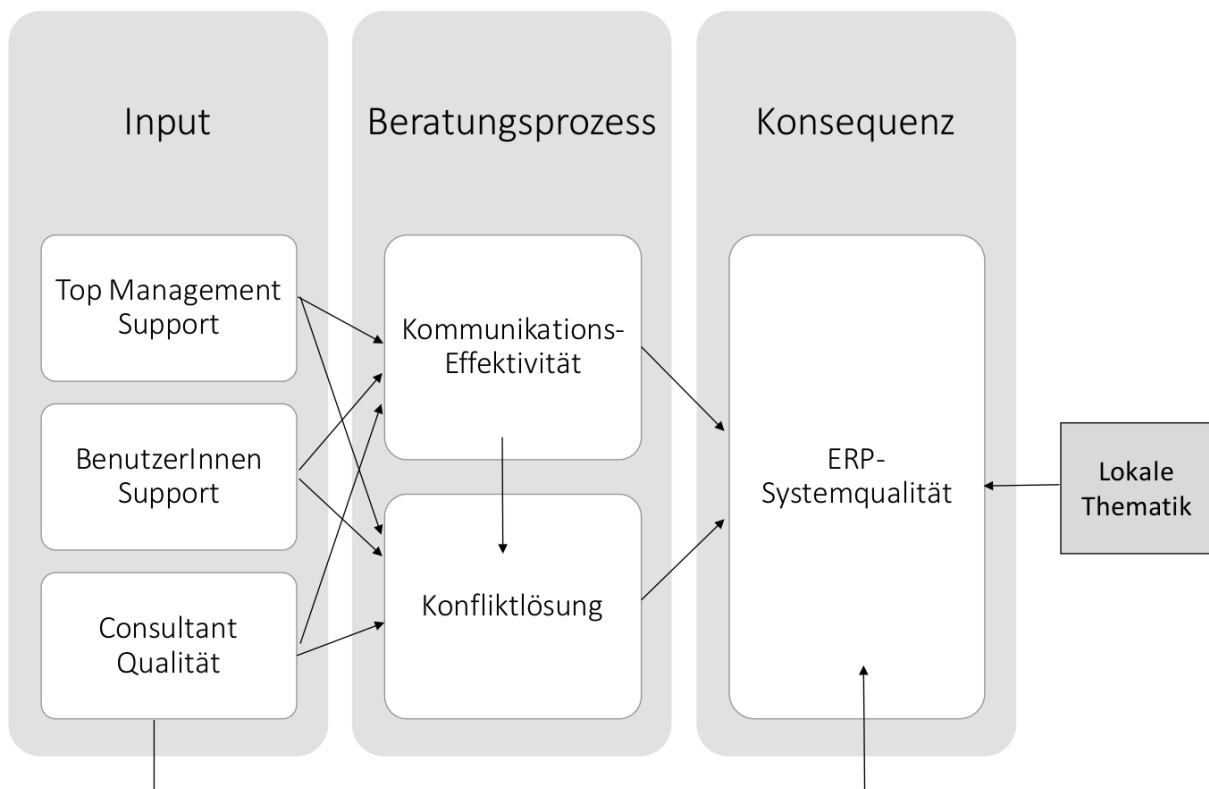 Input
Top Management
Support
BenutzerInnen
Support
Consultant
Qualität
Beratungsprozess
Kommunikations-
Effektivität
Konfliktlösung
Konsequenz
ERP-
Systemqualität
Lokale
Thematik